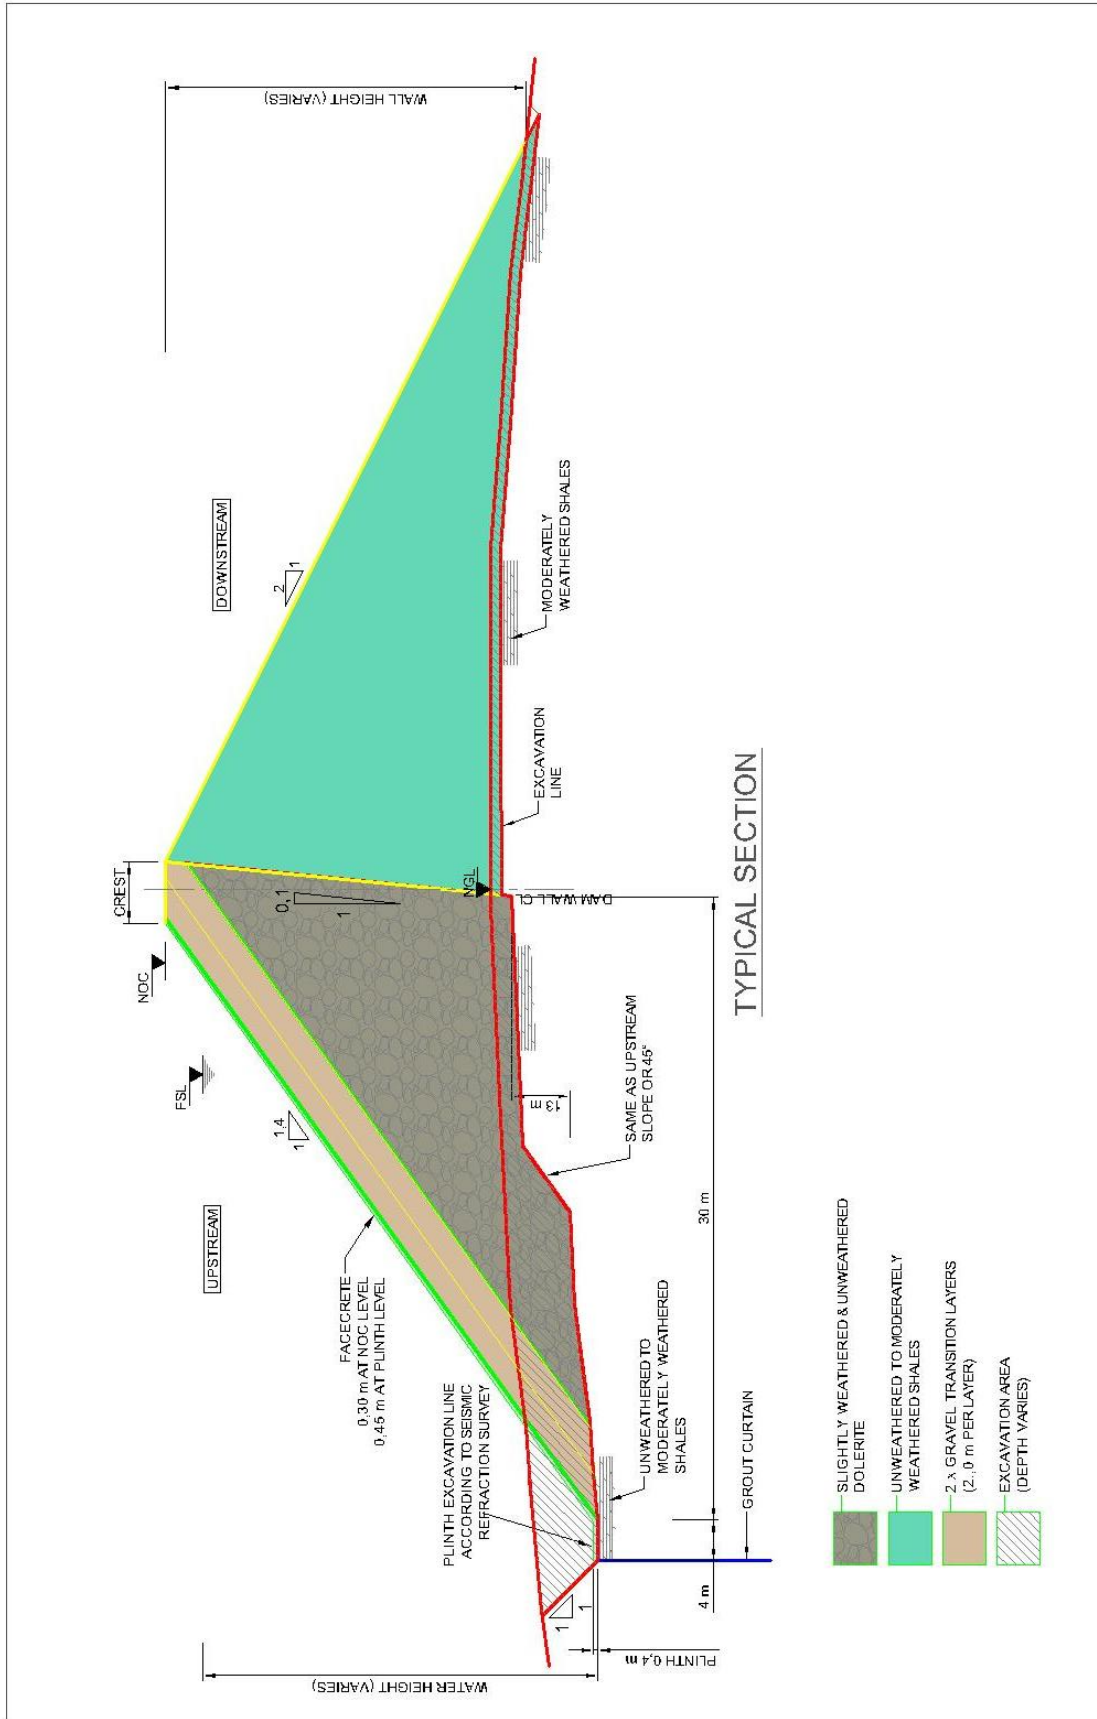 UPSTREAM
DOWNSTREAM
FSL
NOC
CREST
1,4
1
0,1
1
2
1
WATER HEIGHT (VARIES)
WALL HEIGHT (VARIES)
FACECRETE
0,30 m AT NOC LEVEL
0,45 m AT PLINTH LEVEL
PLINTH EXCAVATION LINE
ACCORDING TO SEISMIC
REFRACTION SURVEY
NGL
DAM WALL CL
1
1
PLINTH 0,4 m
4 m
30 m
13 m
UNWEATHERED TO
MODERATELY WEATHERED
SHALES
GROUT CURTAIN
SAME AS UPSTREAM
SLOPE OR 45°
EXCAVATION
LINE
MODERATELY
WEATHERED SHALES
TYPICAL SECTION
SLIGHTLY WEATHERED & UNWEATHERED
DOLERITE
UNWEATHERED TO MODERATELY
WEATHERED SHALES
2 x GRAVEL TRANSITION LAYERS
(2.,0 m PER LAYER)
EXCAVATION AREA
(DEPTH VARIES)